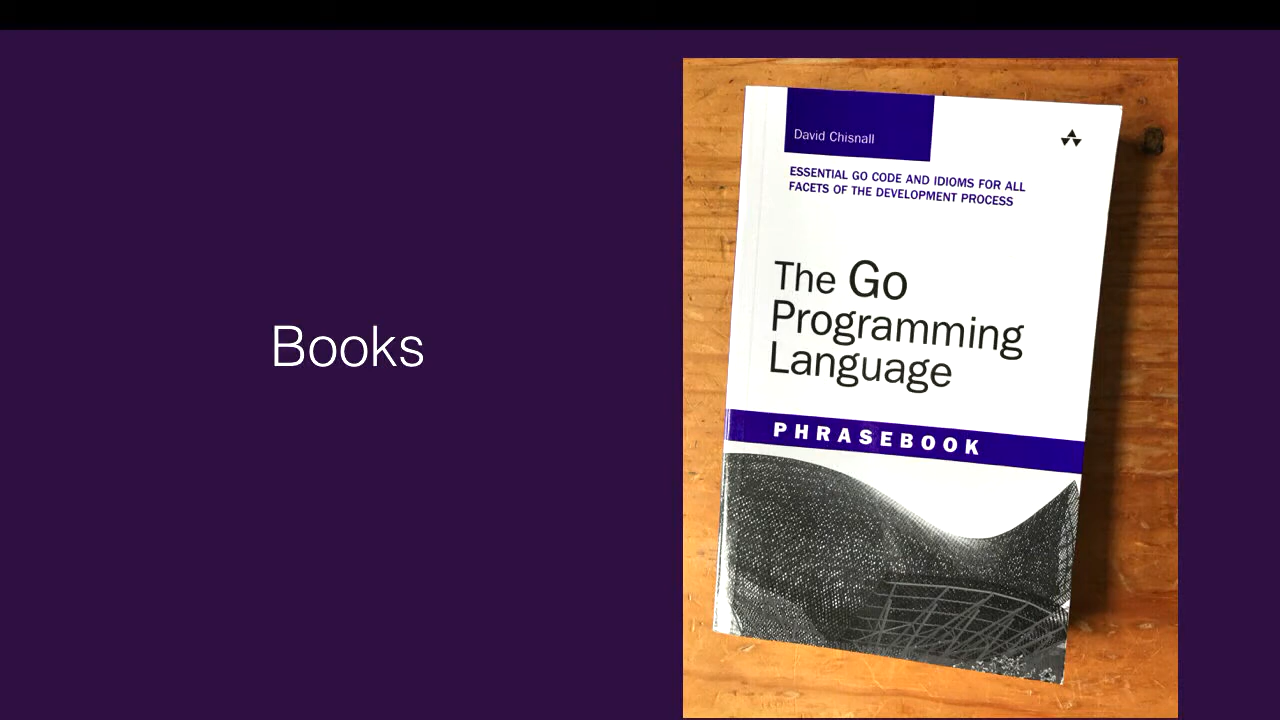 Books
David Chisnall
ESSENTIAL GO CODE AND IDIOMS FOR ALL
FACETS OF THE DEVELOPMENT PROCESS
The Go
Programming
Language
PHRASEBOOK